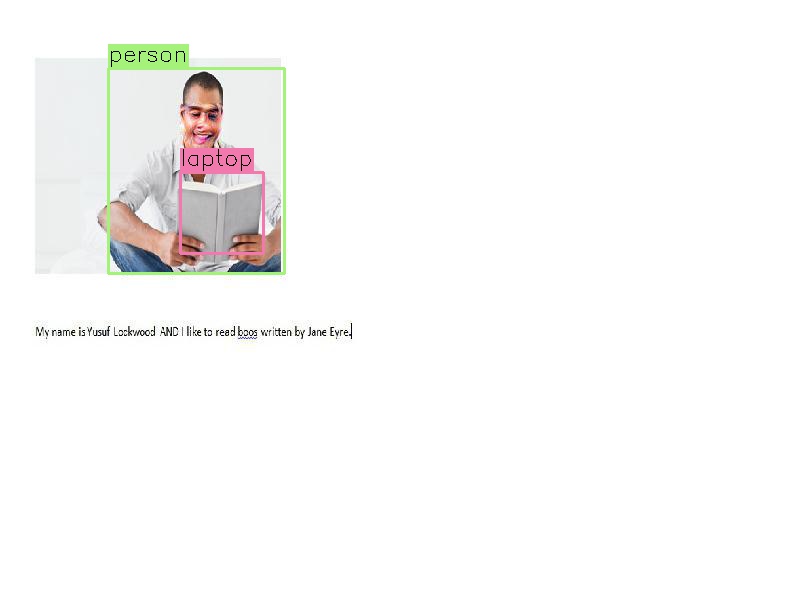 person
laptop
My name is Yusuf Lockwood AND I like to read boos written by Jane Eyre.